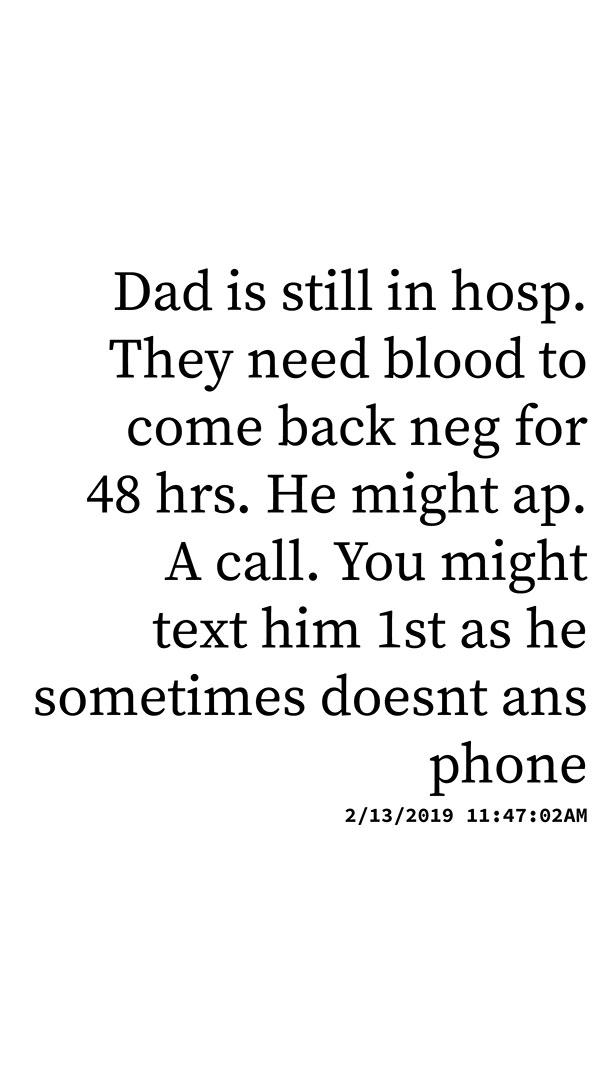 Dad is still in hosp.
They need blood to
come back neg for
48 hrs. He might ap.
A call. You might
text him 1st as he
sometimes doesnt ans
phone
2/13/2019 11:47:02AM